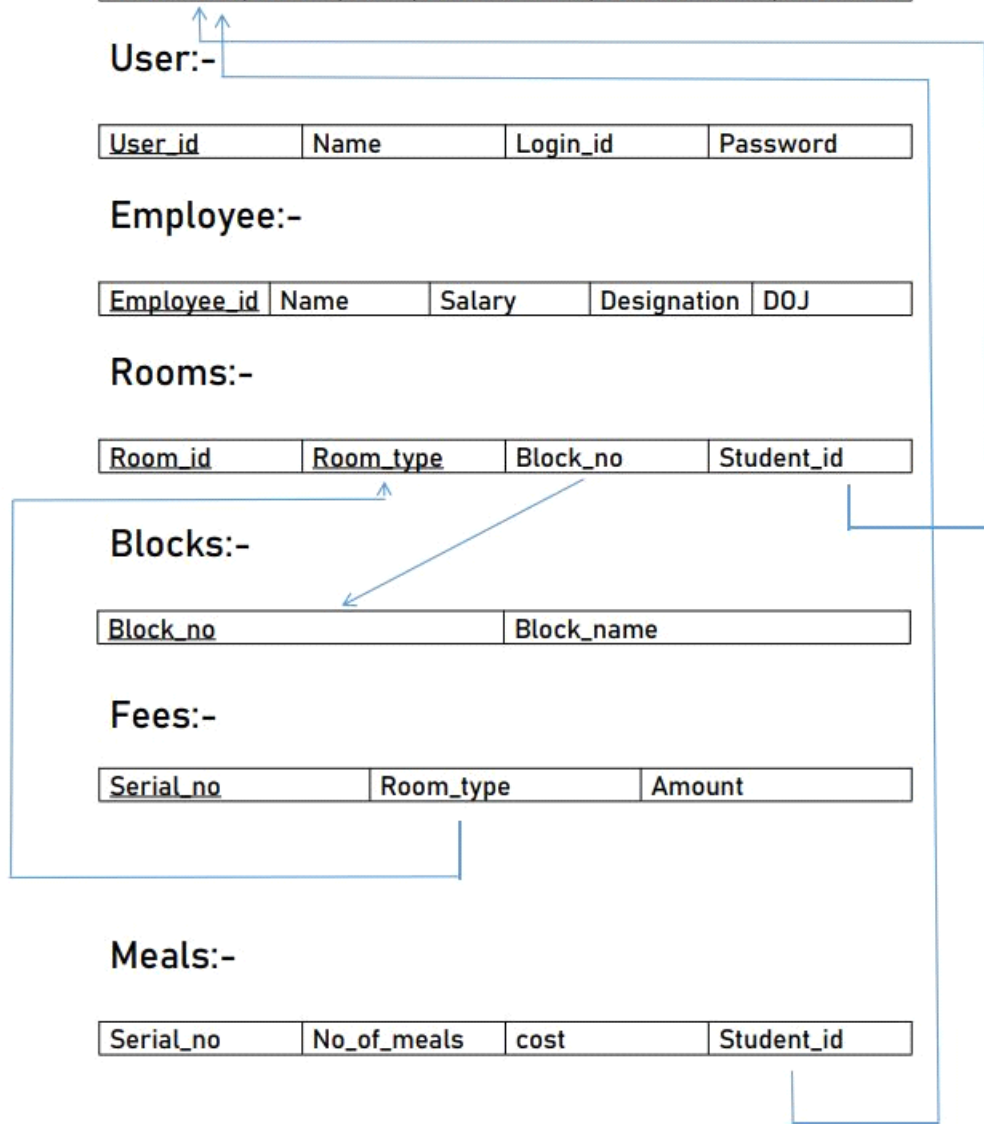 User:-
User_id Name Login_id Password
Employee:-
Employee_id Name Salary Designation DOJ
Rooms:-
Room_id Room_type Block_no Student_id
Blocks:-
Block_no Block_name
Fees:-
Serial_no Room_type Amount
Meals:-
Serial_no No_of_meals cost Student_id